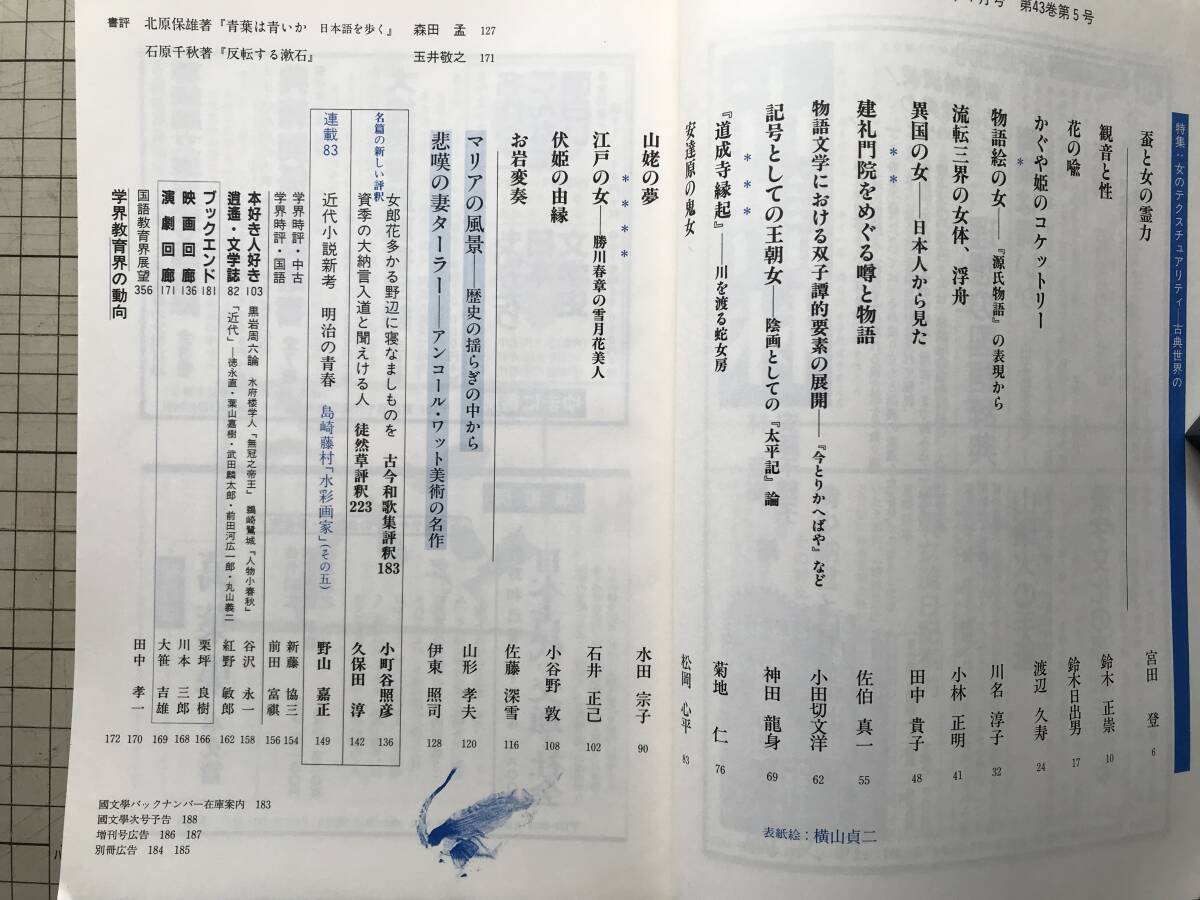 月号 第43巻第5号
特集:女のテクスチュアリティ――古典世界の
蚕と女の霊力 宮田 登 6
観音と性 鈴木正崇 10
花の喩 鈴木日出男 17
*
かぐや姫のコケットリー 渡辺久寿 24
物語絵の女――『源氏物語』の表現から 川名淳子 32
流転三界の女体、浮舟 小林正明 41
異国の女――日本人から見た 田中貴子 48
* *
建礼門院をめぐる噂と物語 佐伯真一 55
物語文学における双子譚的要素の展開――『今とりかへばや』など 小田切文洋 62
記号としての王朝女――陰画としての『太平記』論 神田龍身 69
* * *
『道成寺縁起』――川を渡る蛇女房 菊地 仁 76
安達原の鬼女 松岡心平 83
山姥の夢 水田宗子 90
* * * *
江戸の女――勝川春章の雪月花美人 石井正己 102
伏姫の由縁 小谷野敦 108
お岩変奏 佐藤深雪 116
マリアの風景――歴史の揺らぎの中から 山形孝夫 120
悲嘆の妻ターラー――アンコール・ワット美術の名作 伊東照司 128
名篇の新しい評釈
女郎花多かる野辺に寝なましものを 古今和歌集評釈183 小町谷照彦 136
資季の大納言入道と聞えける人 徒然草評釈223 久保田 淳 142
連載83 近代小説新考 明治の青春 島崎藤村「水彩画家」(その五) 野山嘉正 149
学界時評・中古 新藤協三 154
学界時評・国語 前田富祺 156
本好き人好き103 黒岩周六論 水府楼学人「無冠之帝王」 鵜崎鷺城「人物小春秋」 谷沢永一 158
逍遙・文学誌82 「近代」――徳永直・葉山嘉樹・武田麟太郎・前田河広一郎・丸山義二 紅野敏郎 162
ブックエンド181 栗坪良樹 166
映画回廊136 川本三郎 168
演劇回廊171 大笹吉雄 169
国語教育界展望356 田中孝一 170
学界教育界の動向 172
書評 北原保雄著『青葉は青いか 日本語を歩く』 森田 孟 127
石原千秋著『反転する漱石』 玉井敬之 171
國文學バックナンバー在庫案内 183
國文學次号予告 188
増刊号広告 186 187
別冊広告 184 185
表紙絵:横山貞二